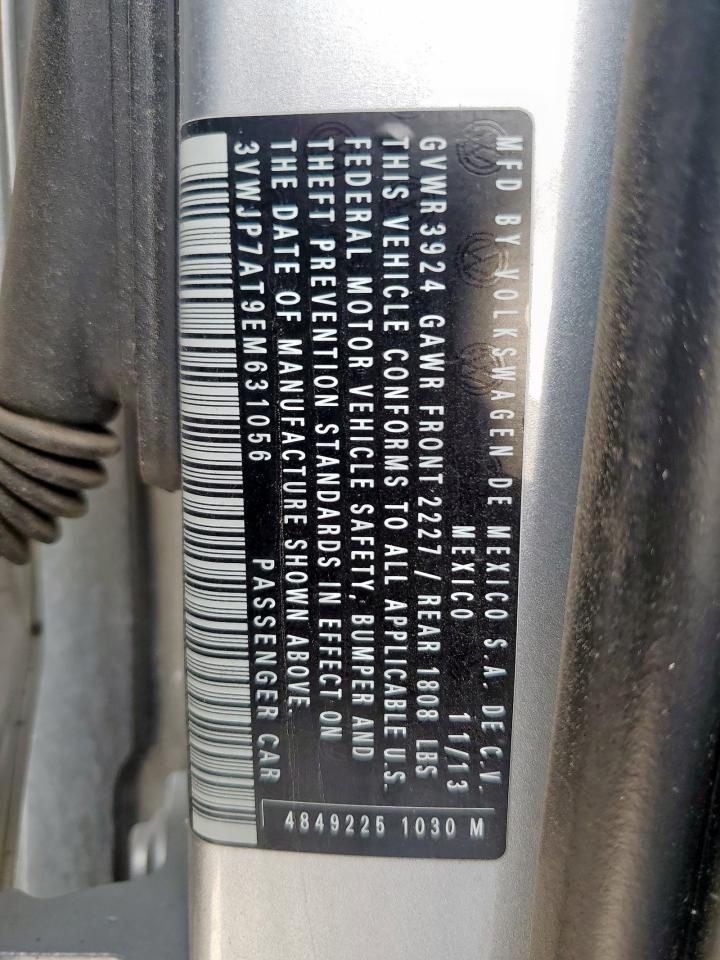 MFD BY VOLKSWAGEN DE MEXICO S.A. DE C.V.
MEXICO 11/13
GVWR 3924 GAWR FRONT 2227 / REAR 1808 LBS
THIS VEHICLE CONFORMS TO ALL APPLICABLE U.S.
FEDERAL MOTOR VEHICLE SAFETY, BUMPER AND
THEFT PREVENTION STANDARDS IN EFFECT ON
THE DATE OF MANUFACTURE SHOWN ABOVE.
3VWJP7AT9EM631056 PASSENGER CAR
4849225 1030 M